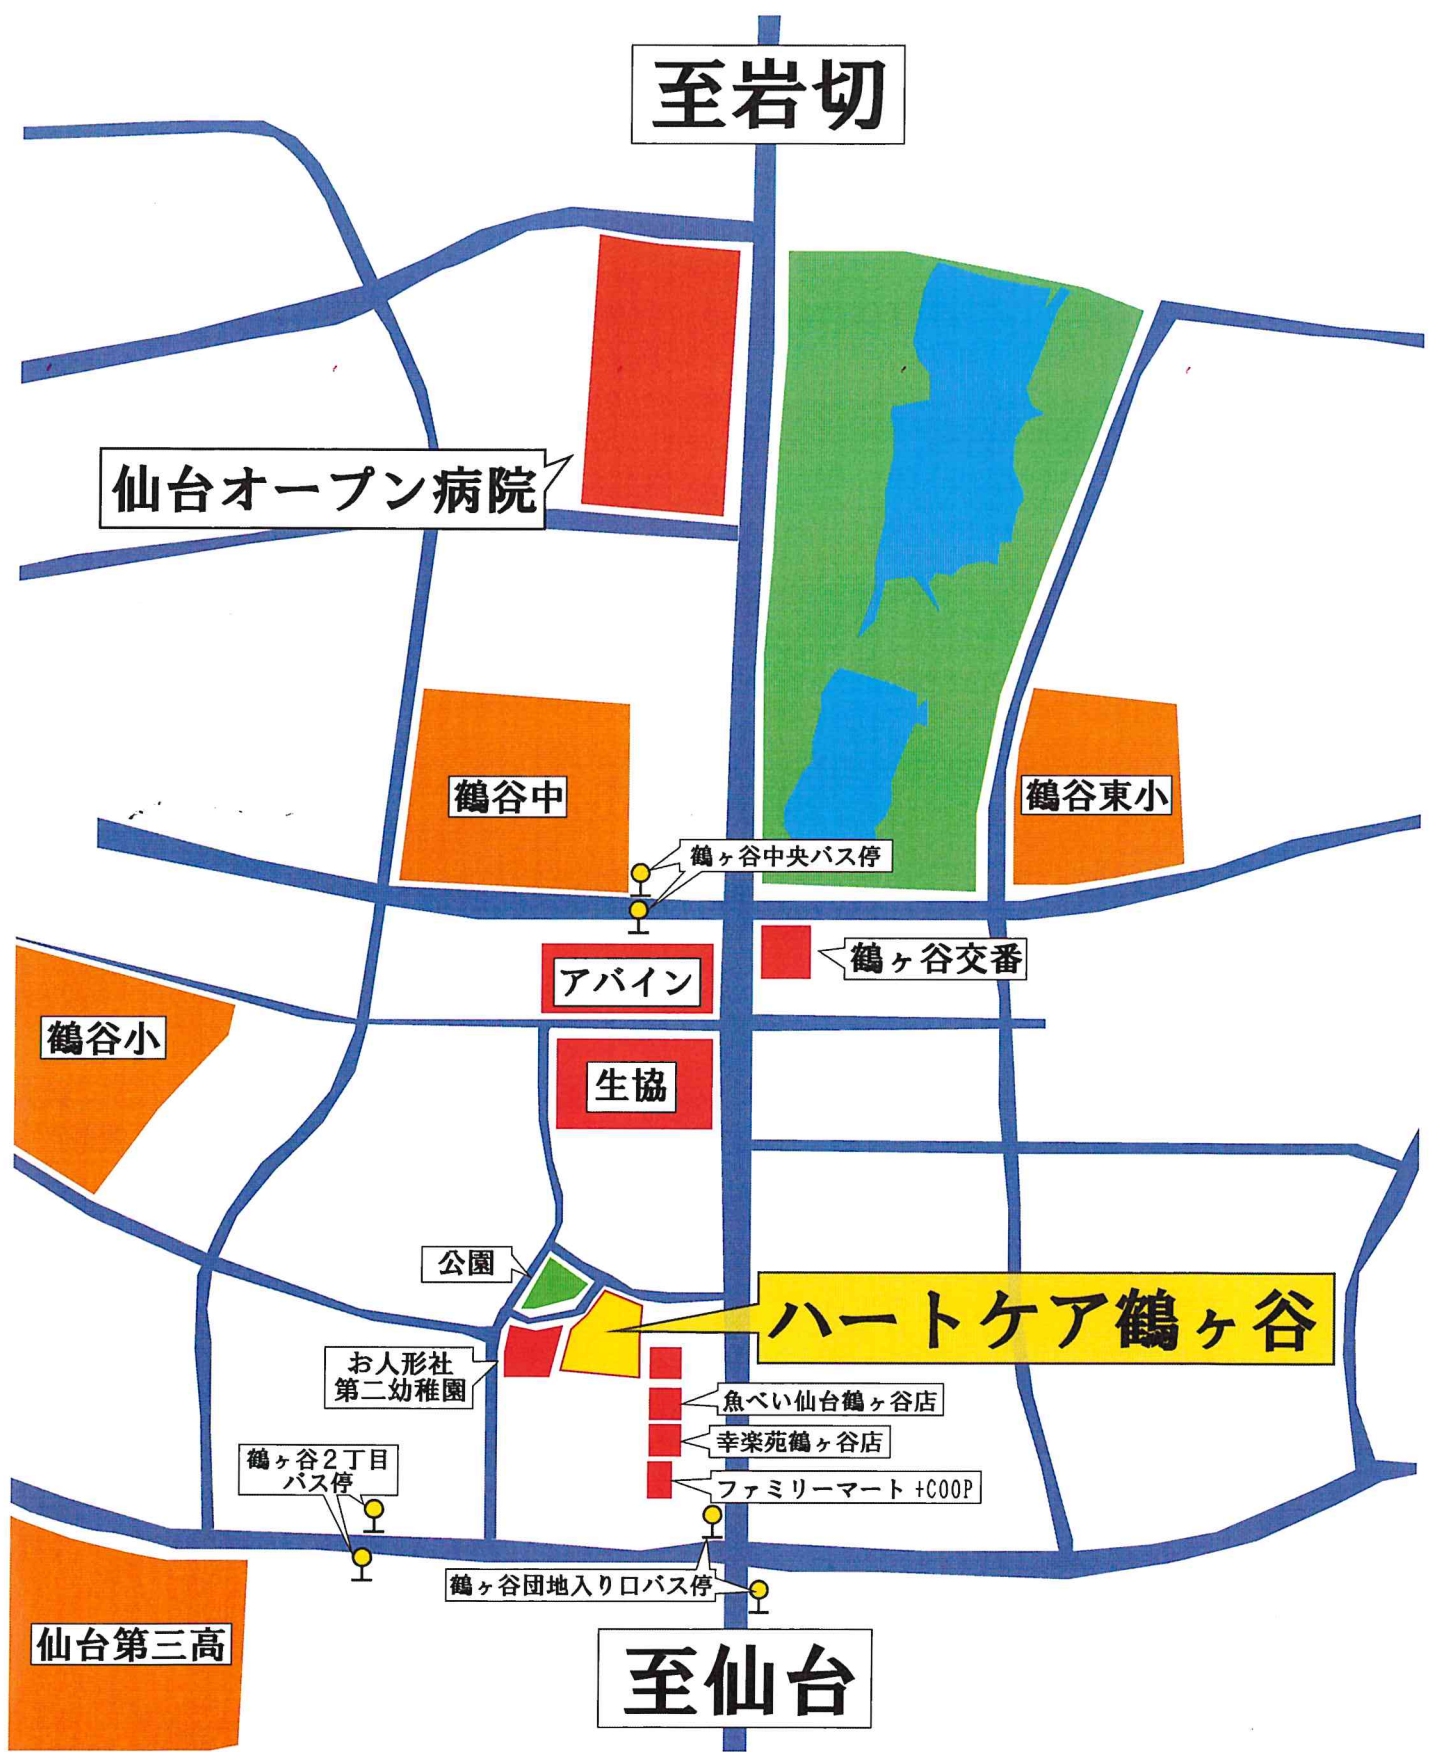 至岩切
仙台オープン病院
鶴谷中
鶴谷東小
鶴ヶ谷中央バス停
鶴ヶ谷交番
アバイン
鶴谷小
生協
公園
ハートケア鶴ヶ谷
お人形社
第二幼稚園
魚べい仙台鶴ヶ谷店
幸楽苑鶴ヶ谷店
鶴ヶ谷2丁目
バス停
ファミリーマート +COOP
鶴ヶ谷団地入り口バス停
仙台第三高
至仙台